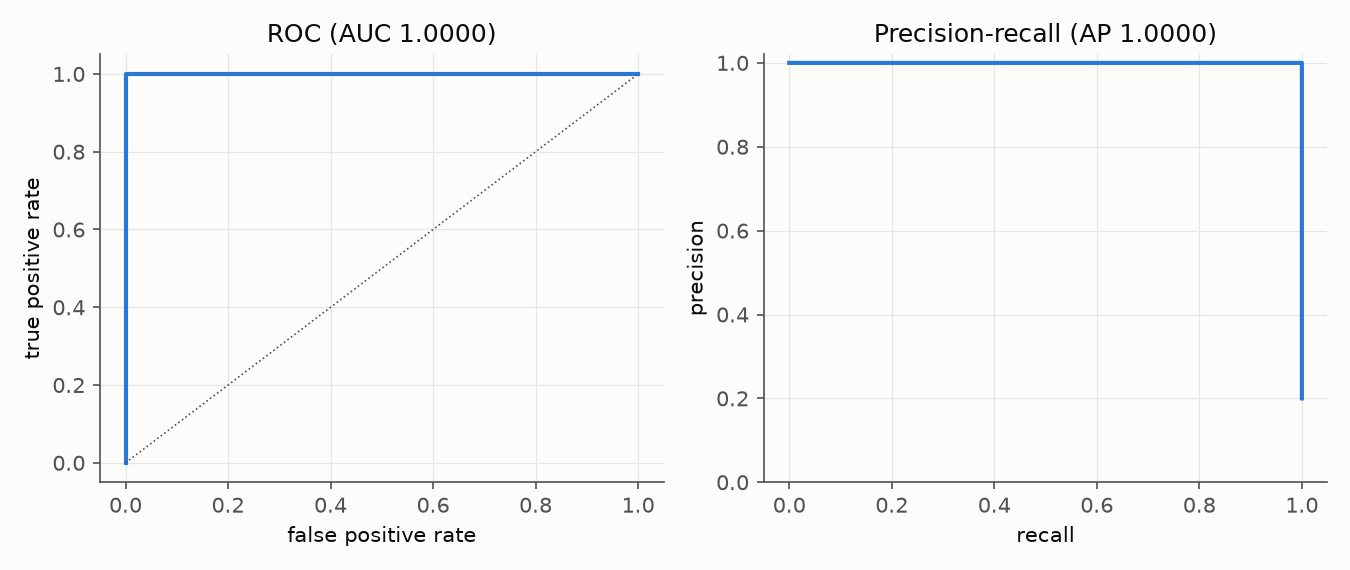 ROC (AUC 1.0000)
1.0
0.8
0.6
0.4
0.2
0.0
true positive rate
0.0 0.2 0.4 0.6 0.8 1.0
false positive rate
Precision-recall (AP 1.0000)
1.0
0.8
0.6
0.4
0.2
0.0
precision
0.0 0.2 0.4 0.6 0.8 1.0
recall